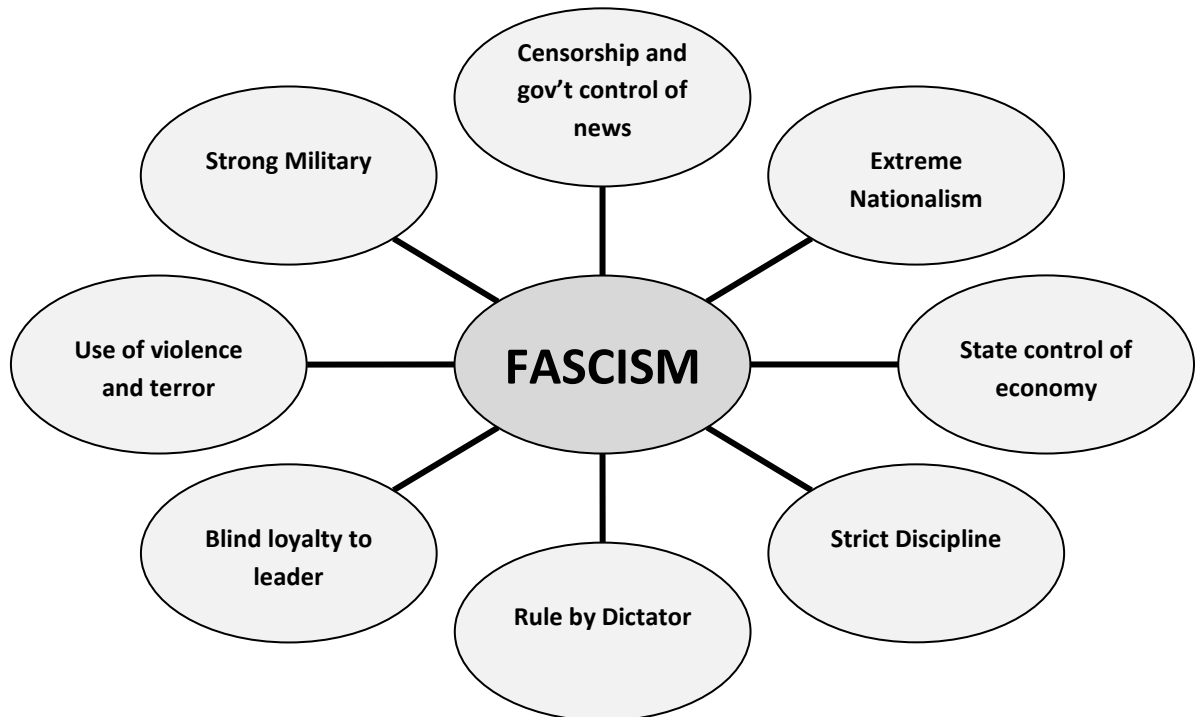 Censorship and
gov’t control of
news
Strong Military
Extreme
Nationalism
Use of violence
and terror
FASCISM
State control of
economy
Blind loyalty to
leader
Strict Discipline
Rule by Dictator